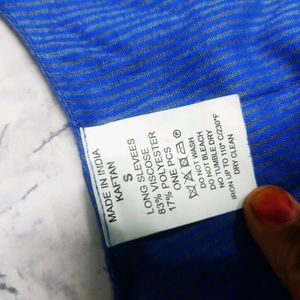 MADE IN INDIA
KAFTAN
S
LONG SLEEVES
VISCOSE
83% POLYESTER
17%
ONE PCS
DO NOT WASH
DO NOT BLEACH
DO NOT TUMBLE DRY
IRON UP TO 110° C/230°F
DRY CLEAN